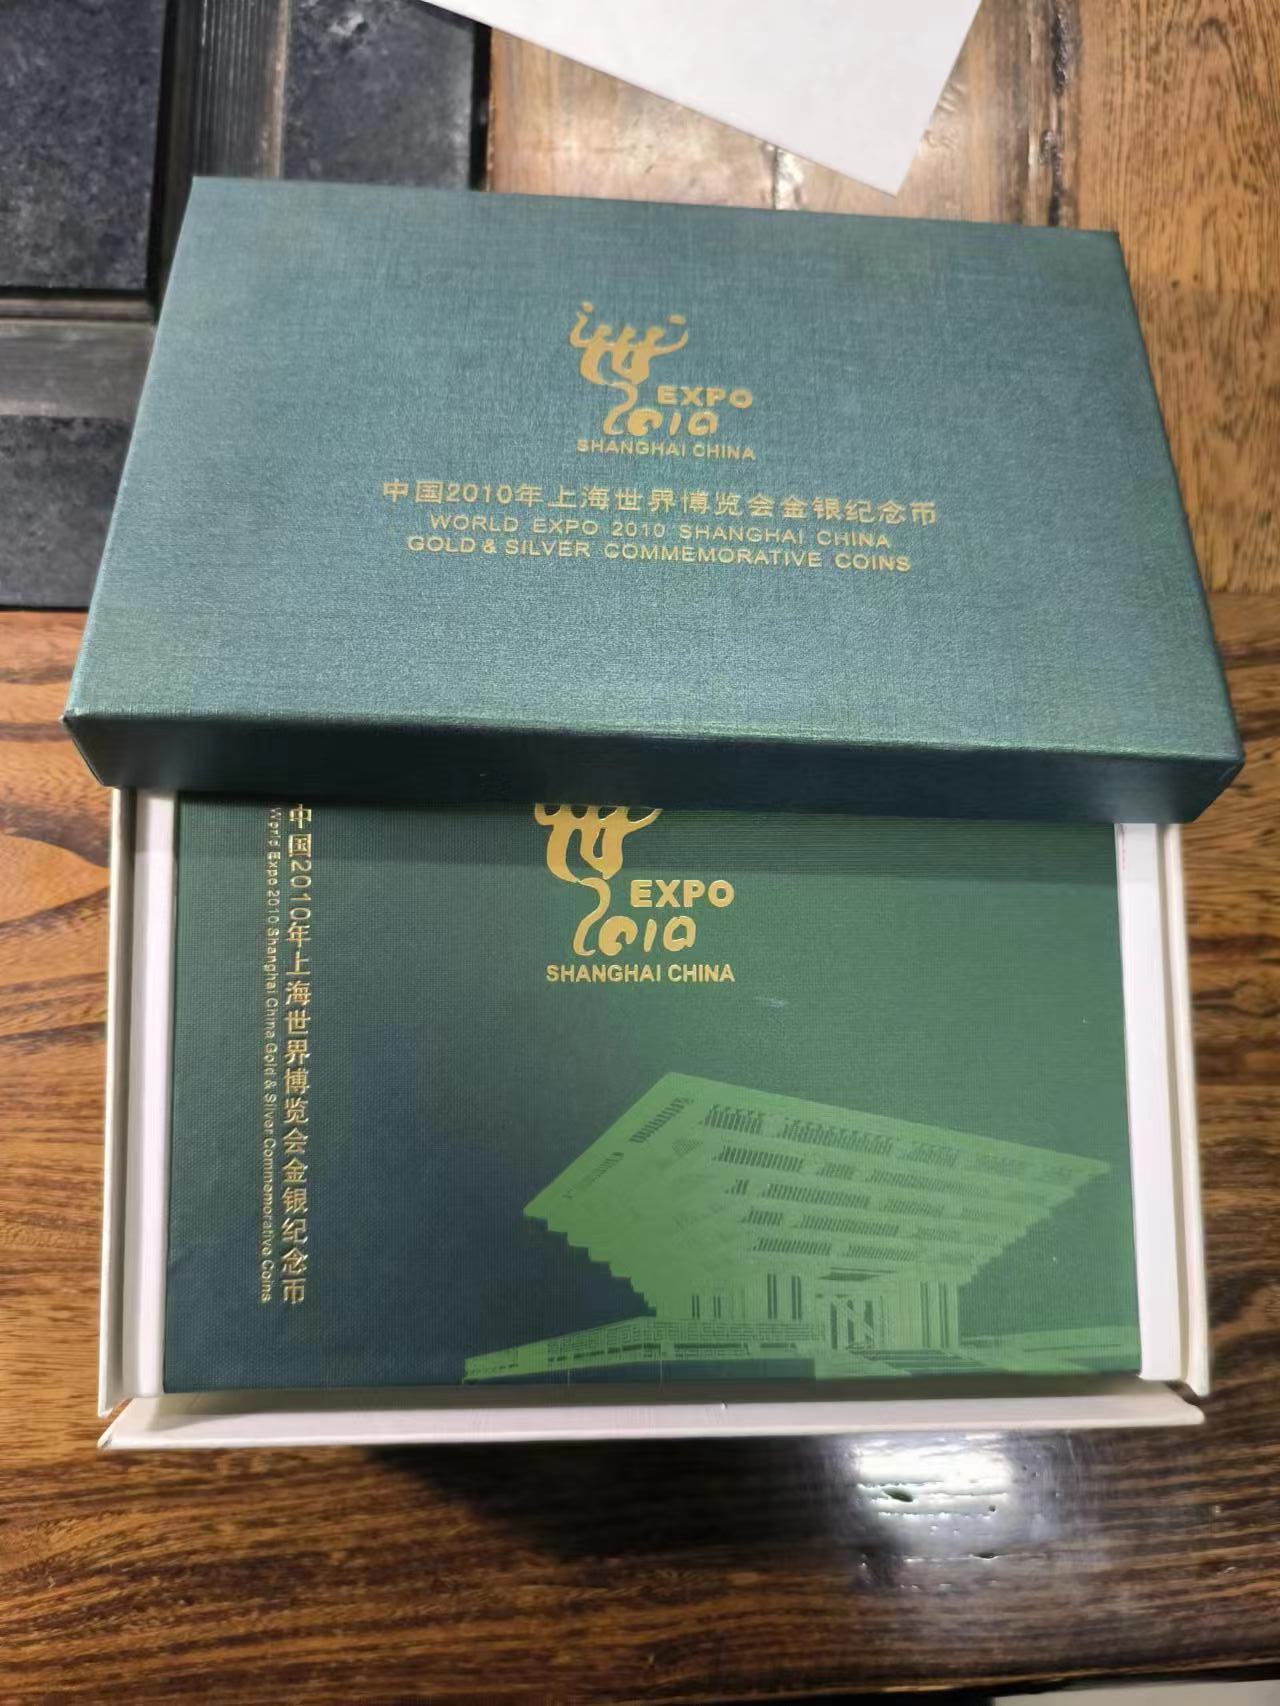 EXPO
2010
SHANGHAI CHINA
中国2010年上海世界博览会金银纪念币
WORLD EXPO 2010 SHANGHAI CHINA
GOLD & SILVER COMMEMORATIVE COINS
中国2010年上海世界博览会金银纪念币
World Expo 2010 Shanghai China Gold & Silver Commemorative Coins
EXPO
2010
SHANGHAI CHINA